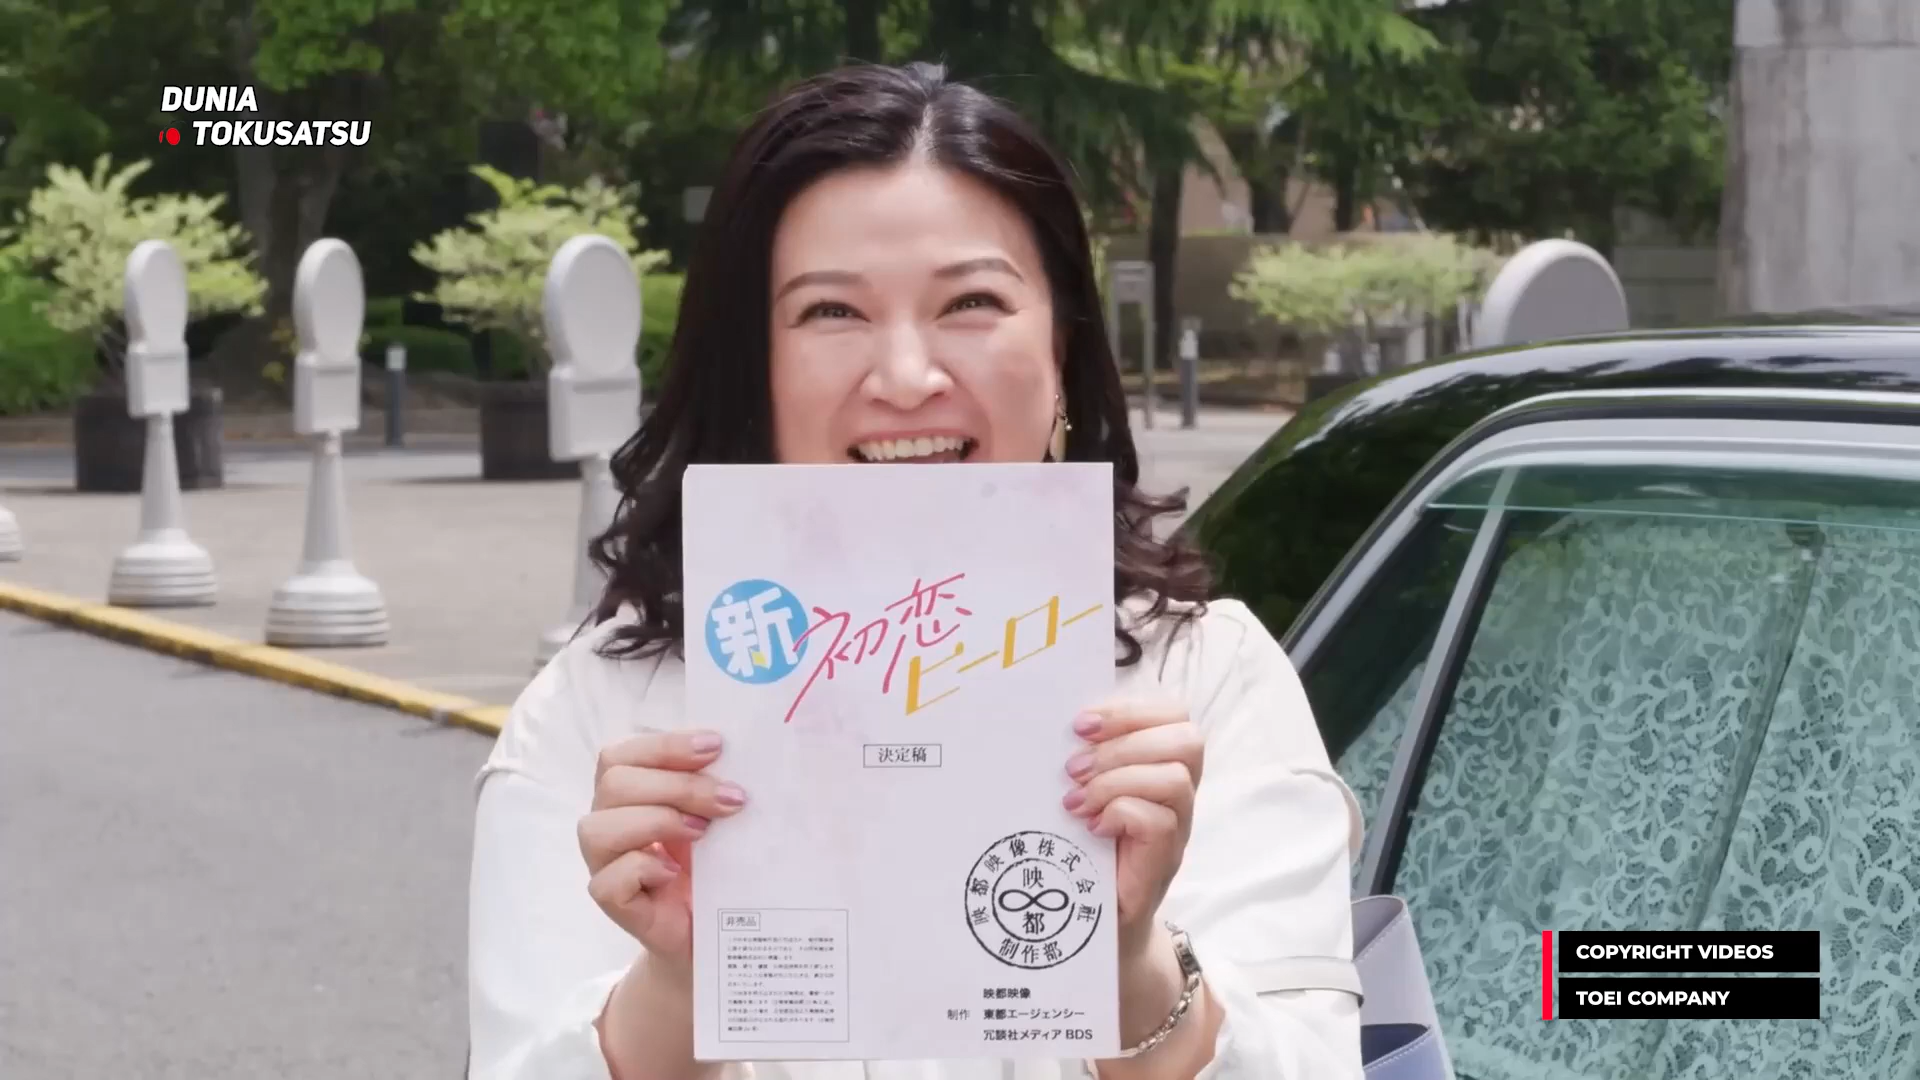 DUNIA
TOKUSATSU
新
初恋
ヒーロー
決定稿
映都映像株式会社
映
都
制作部
非売品
映都映像
制作 東都エージェンシー
冗談社メディア BDS
COPYRIGHT VIDEOS
TOEI COMPANY